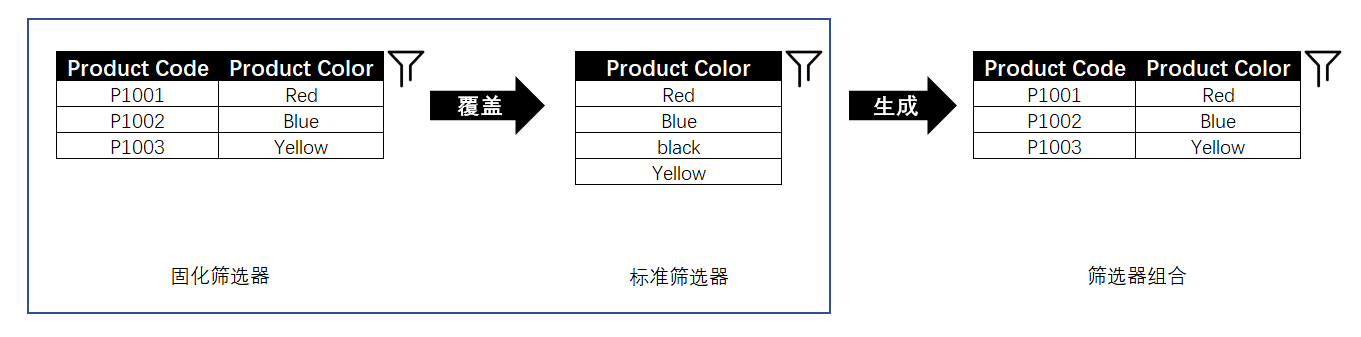 Product Code Product Color
P1001 Red
P1002 Blue
P1003 Yellow
固化筛选器
覆盖
Product Color
Red
Blue
black
Yellow
标准筛选器
生成
Product Code Product Color
P1001 Red
P1002 Blue
P1003 Yellow
筛选器组合